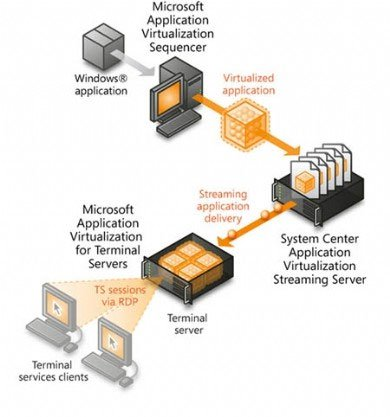 Microsoft
Application
Virtualization
Sequencer
Windows®
application
Virtualized
application
Streaming
application
delivery
System Center
Application
Virtualization
Streaming Server
Microsoft
Application
Virtualization
for Terminal
Servers
TS sessions
via RDP
Terminal
server
Terminal
services clients